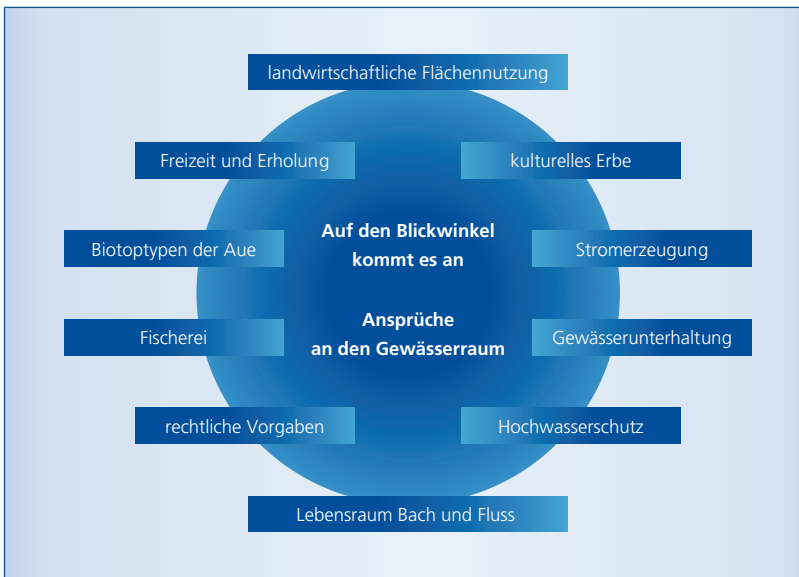 landwirtschaftliche Flächennutzung
Freizeit und Erholung
kulturelles Erbe
Biotoptypen der Aue
Auf den Blickwinkel
kommt es an
Stromerzeugung
Fischerei
Ansprüche
an den Gewässerraum
Gewässerunterhaltung
rechtliche Vorgaben
Hochwasserschutz
Lebensraum Bach und Fluss